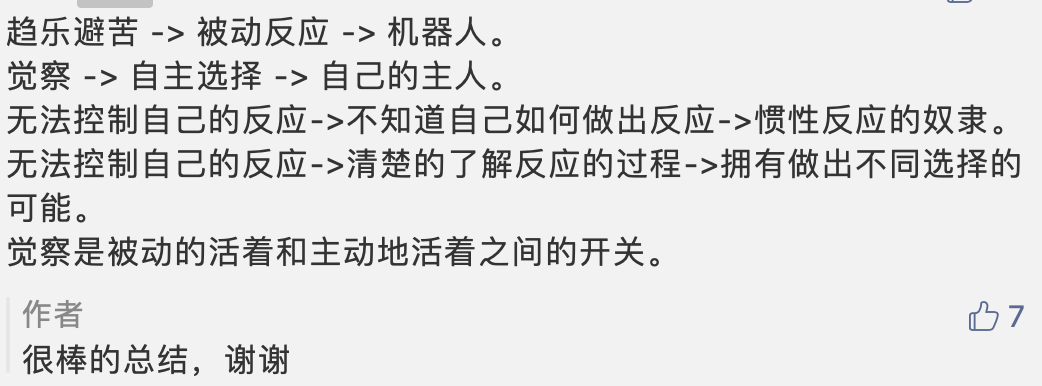 趋乐避苦 -> 被动反应 -> 机器人。
觉察 -> 自主选择 -> 自己的主人。
无法控制自己的反应->不知道自己如何做出反应->惯性反应的奴隶。
无法控制自己的反应->清楚的了解反应的过程->拥有做出不同选择的
可能。
觉察是被动的活着和主动地活着之间的开关。
作者
7
很棒的总结，谢谢